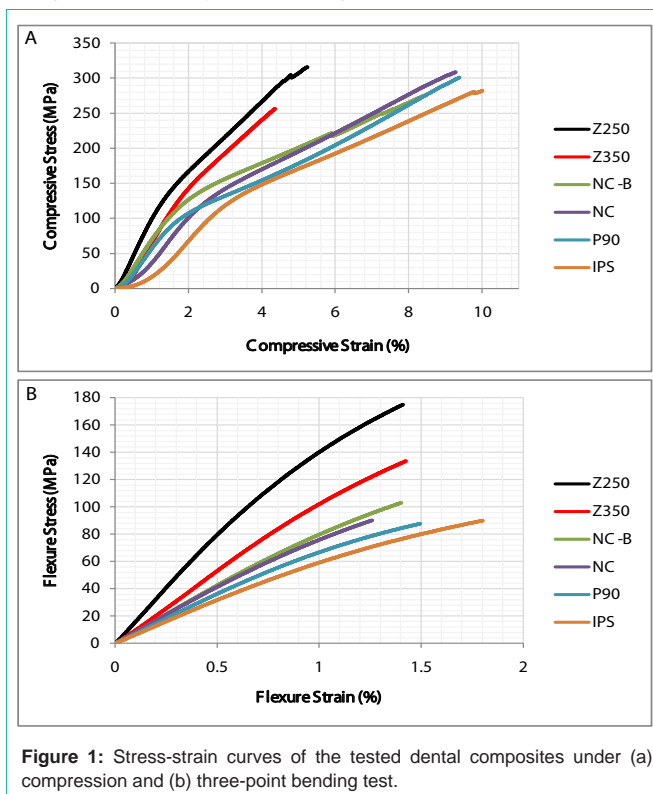 A
Compressive Stress (MPa)
350
300
250
200
150
100
50
0
0 2 4 6 8 10
Compressive Strain (%)
Z250
Z350
NC-B
NC
P90
IPS
B
Flexure Stress (MPa)
180
160
140
120
100
80
60
40
20
0
0 0.5 1 1.5 2
Flexure Strain (%)
Z250
Z350
NC-B
NC
P90
IPS
Figure 1: Stress-strain curves of the tested dental composites under (a)
compression and (b) three-point bending test.